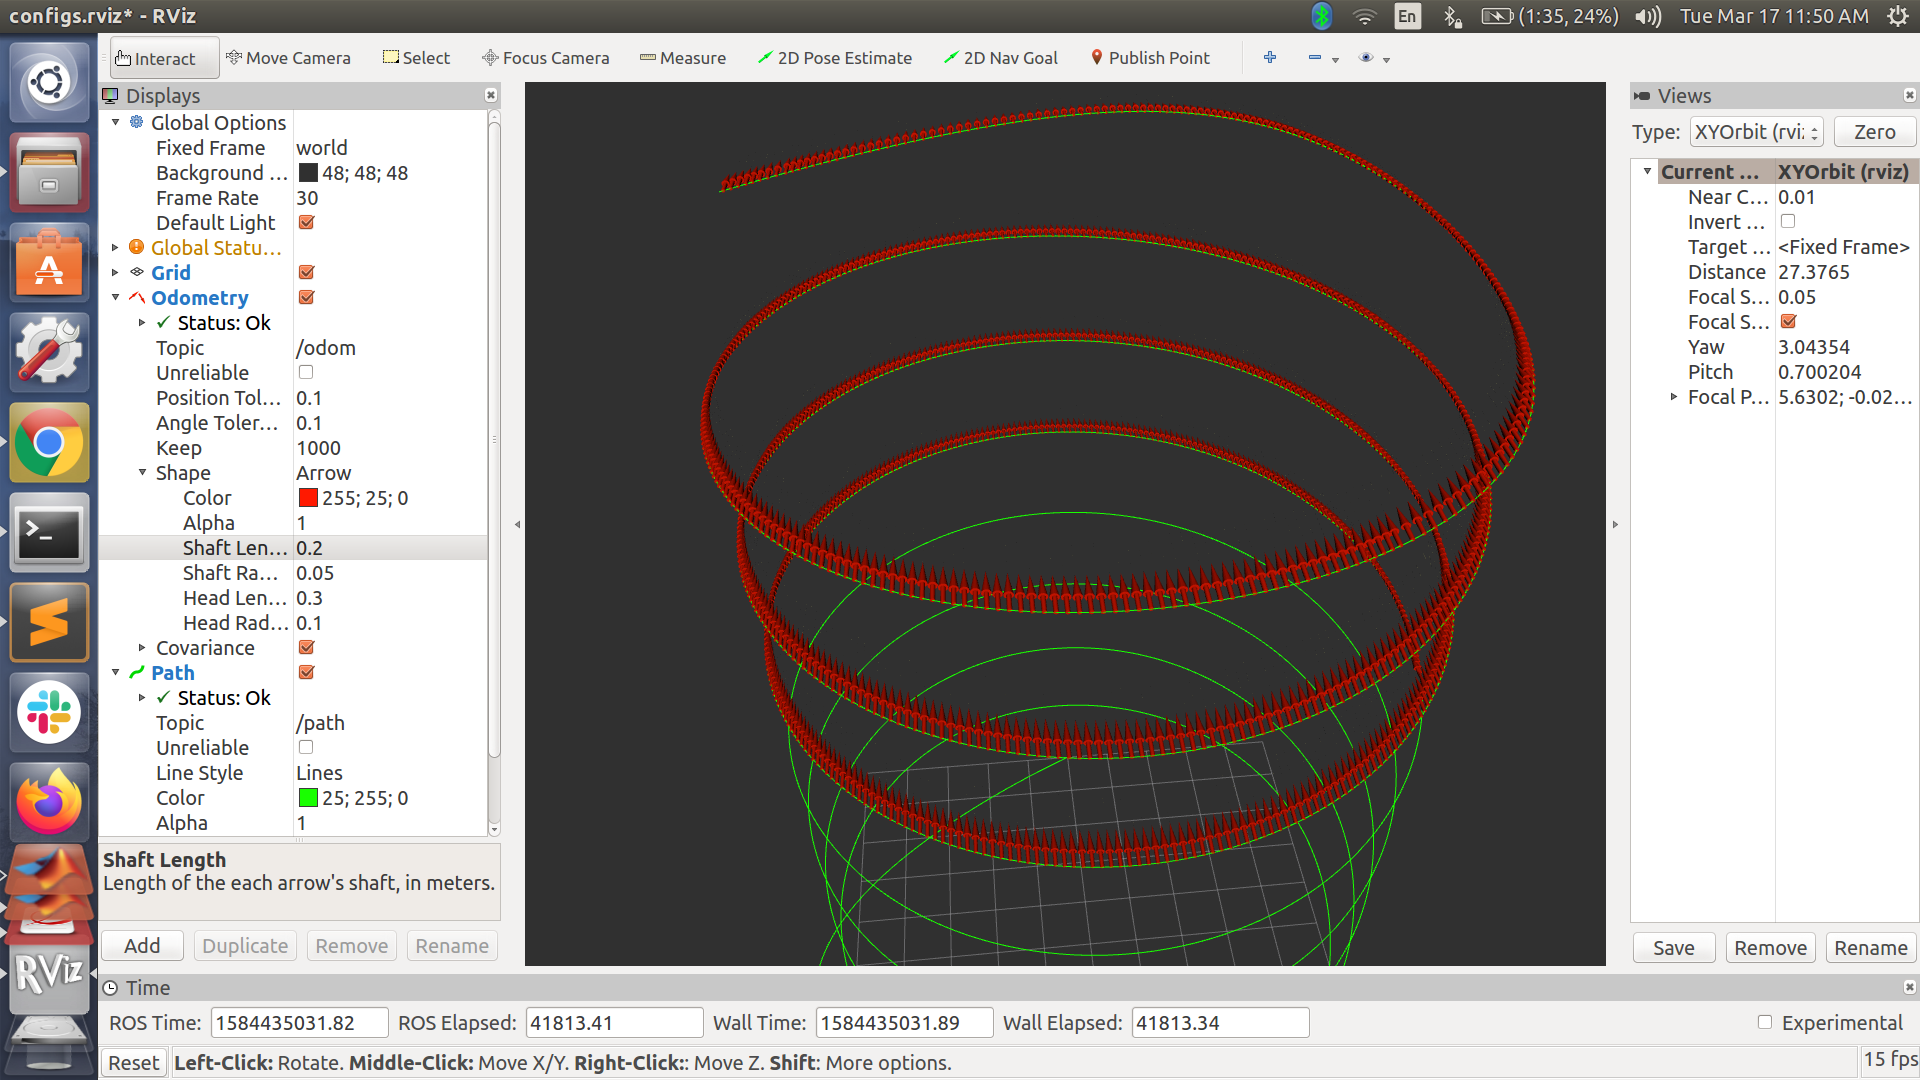 configs.rviz* - RViz
En (1:35, 24%) Tue Mar 17 11:50 AM
Interact Move Camera Select Focus Camera Measure 2D Pose Estimate 2D Nav Goal Publish Point
Displays
Global Options
Fixed Frame world
Background ... 48; 48; 48
Frame Rate 30
Default Light
Global Statu...
Grid
Odometry
Status: Ok
Topic /odom
Unreliable
Position Tol... 0.1
Angle Toler... 0.1
Keep 1000
Shape Arrow
Color 255; 25; 0
Alpha 1
Shaft Len... 0.2
Shaft Ra... 0.05
Head Len... 0.3
Head Rad... 0.1
Covariance
Path
Status: Ok
Topic /path
Unreliable
Line Style Lines
Color 25; 255; 0
Alpha 1
Shaft Length
Length of the each arrow's shaft, in meters.
Add Duplicate Remove Rename
Views
Type: XYOrbit (rvi: Zero
Current ... XYOrbit (rviz)
Near C... 0.01
Invert ...
Target ... <Fixed Frame>
Distance 27.3765
Focal S... 0.05
Focal S...
Yaw 3.04354
Pitch 0.700204
Focal P... 5.6302; -0.02...
Save Remove Rename
RViz
Time
ROS Time: 1584435031.82 ROS Elapsed: 41813.41 Wall Time: 1584435031.89 Wall Elapsed: 41813.34 Experimental
Reset Left-Click: Rotate. Middle-Click: Move X/Y. Right-Click:: Move Z. Shift: More options. 15 fps